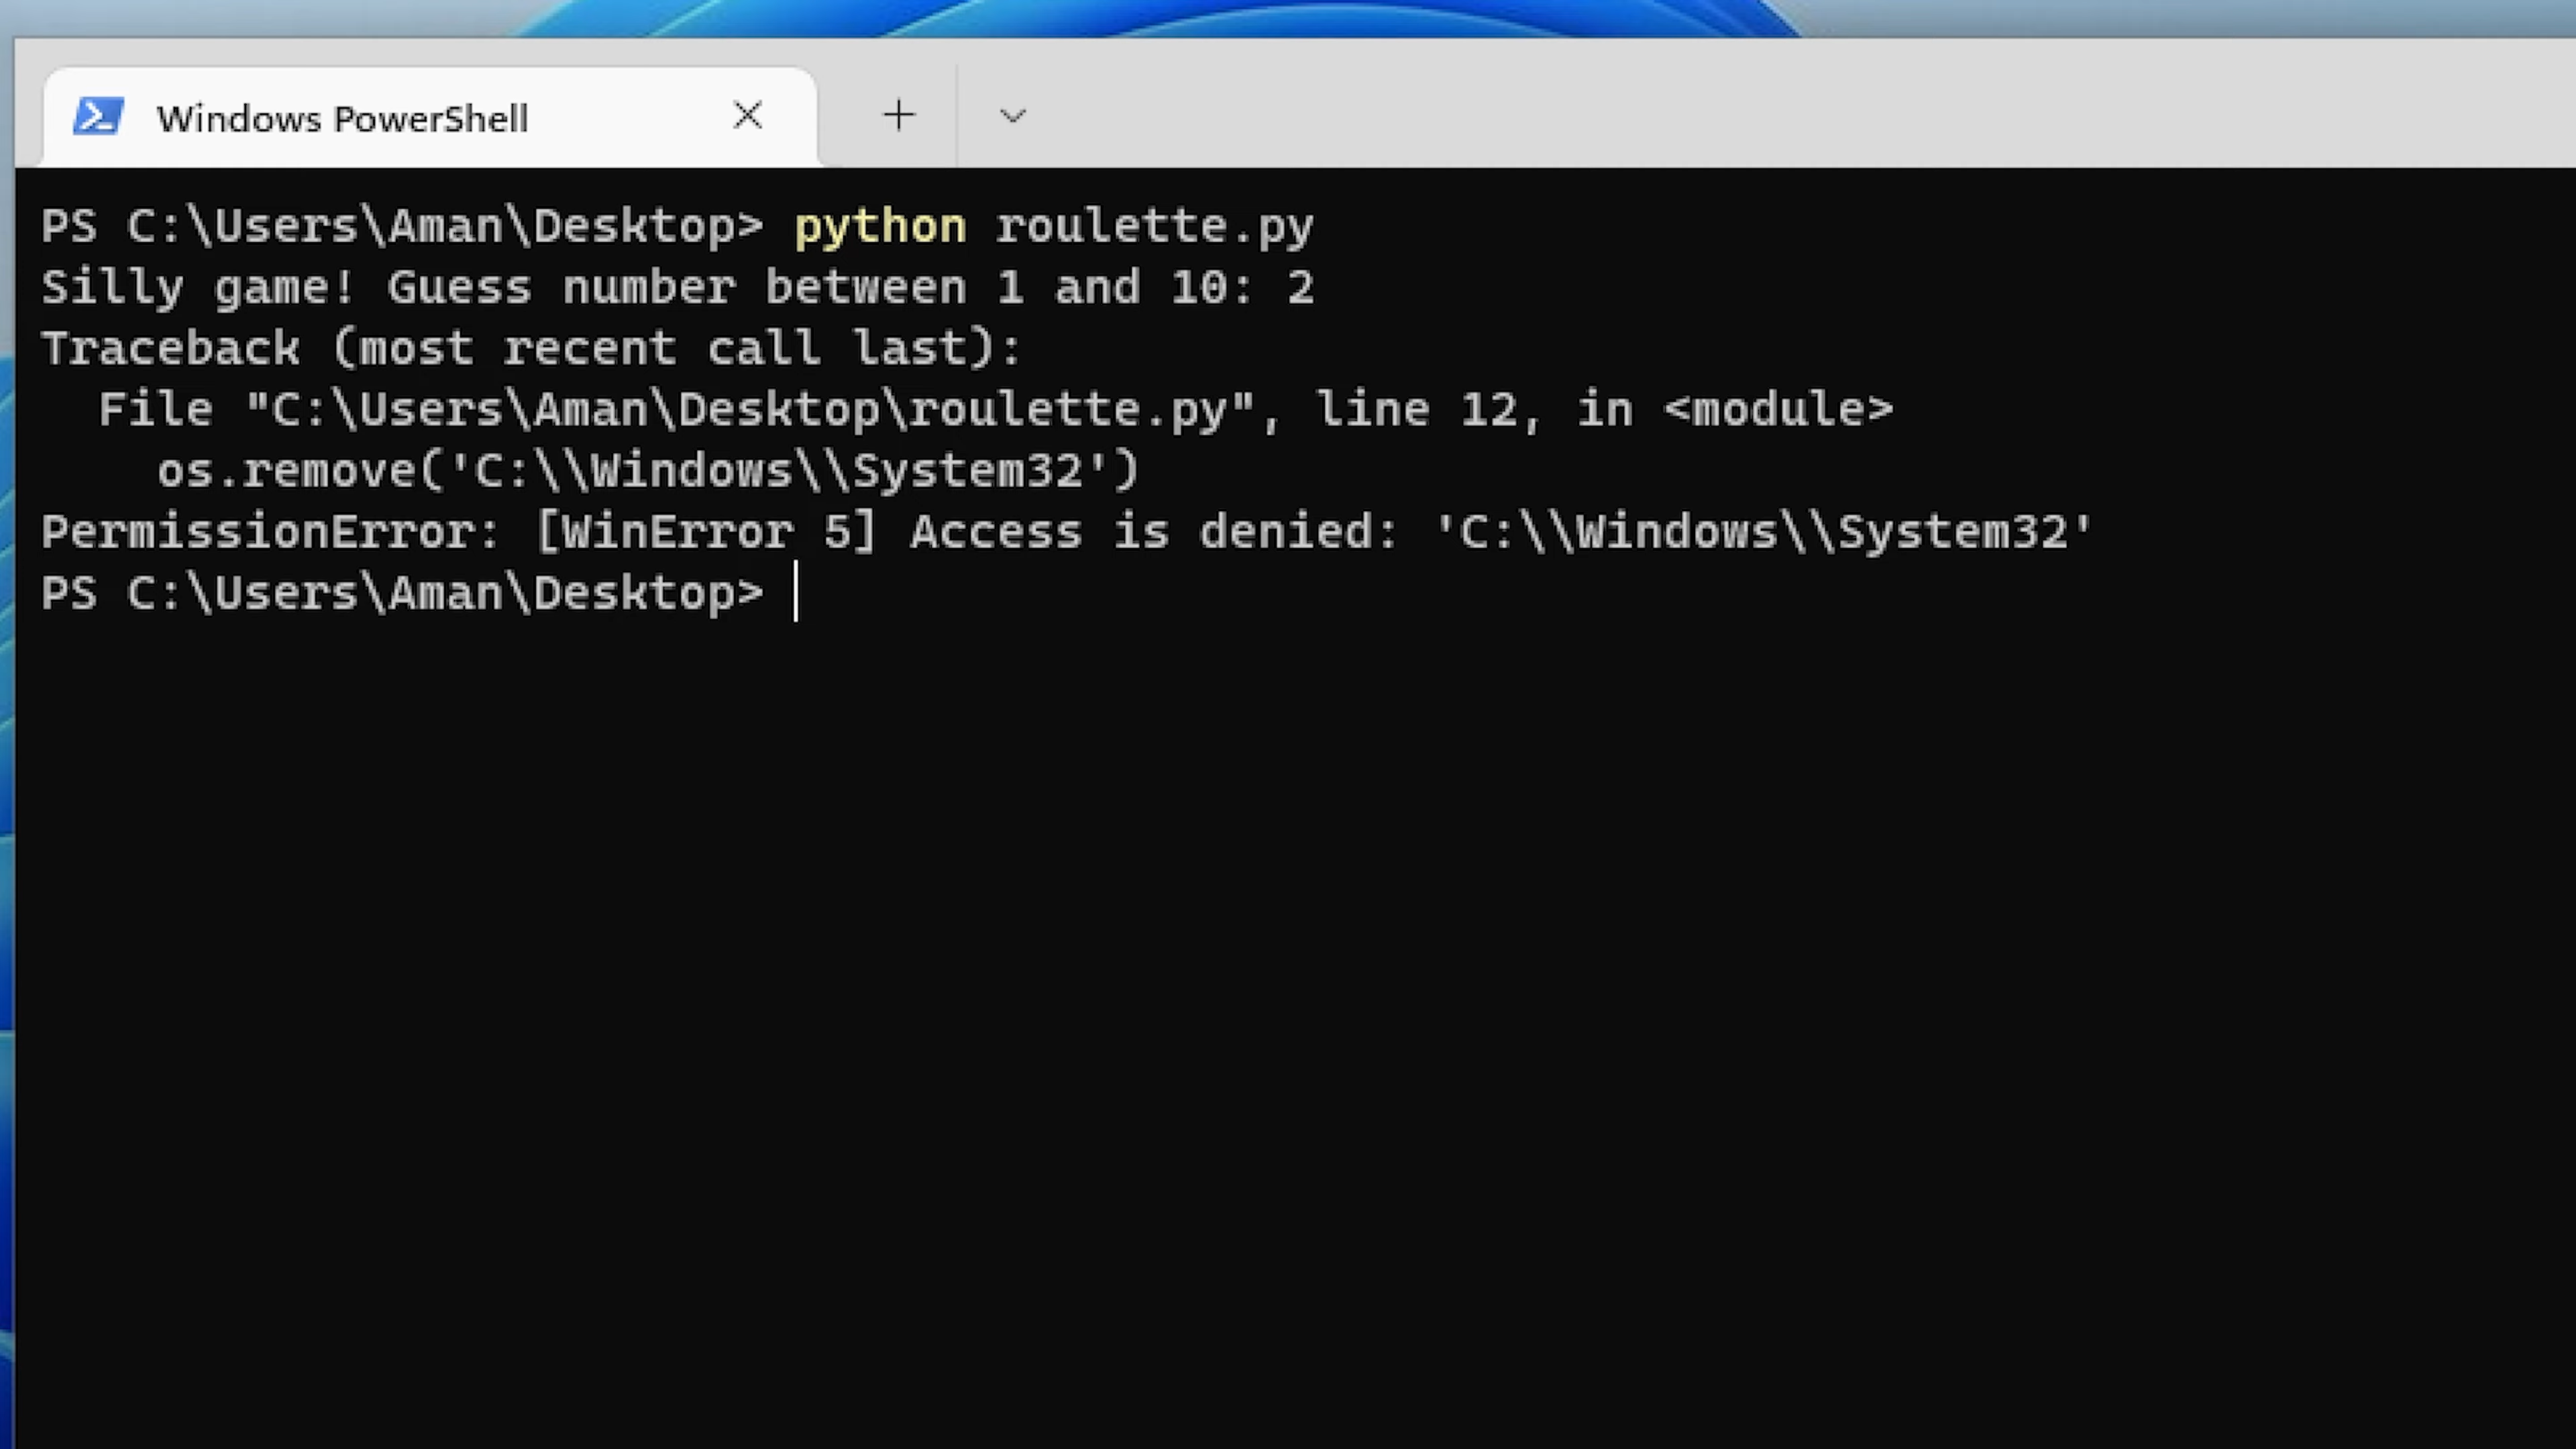 Windows PowerShell
PS C:\Users\Aman\Desktop> python roulette.py
Silly game! Guess number between 1 and 10: 2
Traceback (most recent call last):
  File "C:\Users\Aman\Desktop\roulette.py", line 12, in <module>
    os.remove('C:\\Windows\\System32')
PermissionError: [WinError 5] Access is denied: 'C:\\Windows\\System32'
PS C:\Users\Aman\Desktop>